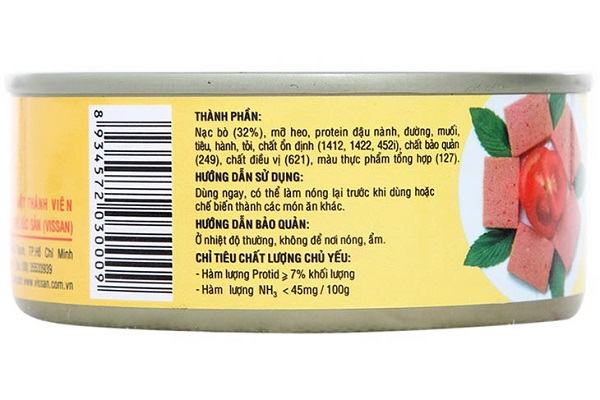 THÀNH PHẦN:
Nạc bò (32%), mỡ heo, protein đậu nành, đường, muối,
tiêu, hành, tỏi, chất ổn định (1412, 1422, 452i), chất bảo quản
(249), chất điều vị (621), màu thực phẩm tổng hợp (127).
HƯỚNG DẪN SỬ DỤNG:
Dùng ngay, có thể làm nóng lại trước khi dùng hoặc
chế biến thành các món ăn khác.
HƯỚNG DẪN BẢO QUẢN:
Ở nhiệt độ thường, không để nơi nóng, ẩm.
CHỈ TIÊU CHẤT LƯỢNG CHỦ YẾU:
- Hàm lượng Protid ⩾ 7% khối lượng
- Hàm lượng NH₃ < 45mg / 100g
8934572030009
MỘT THÀNH VIÊN
SÚC SẢN (VISSAN)
TP.Hồ Chí Minh
35533939
vissan.com.vn